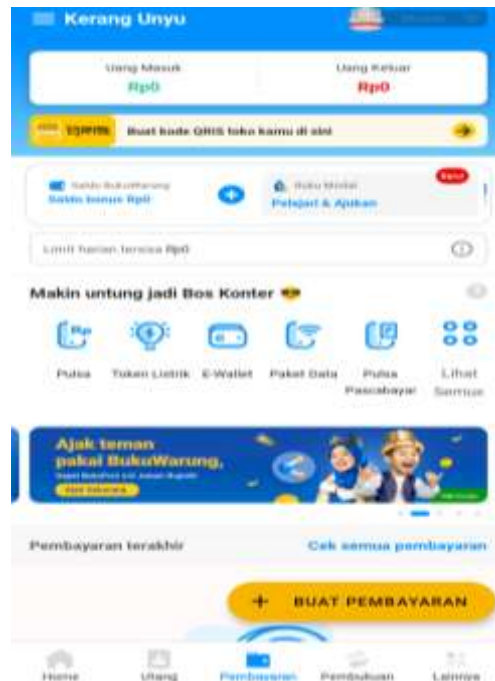 Kerang Unyu
Uang Masuk
Rp0
Uang Keluar
Rp0
Buat kode QRIS toko kamu di sini
Saldo BukuWarung
Saldo bonus Rp0
Buku Modal
Pelajari & Ajukan
Baru!
Limit harian tersisa Rp0
Makin untung jadi Bos Konter
Pulsa
Token Listrik
E-Wallet
Paket Data
Pulsa
Pascabayar
Lihat
Semua
Ajak teman
pakai BukuWarung,
Pembayaran terakhir
Cek semua pembayaran
+ BUAT PEMBAYARAN
Home
Utang
Pembayaran
Pembukuan
Lainnya